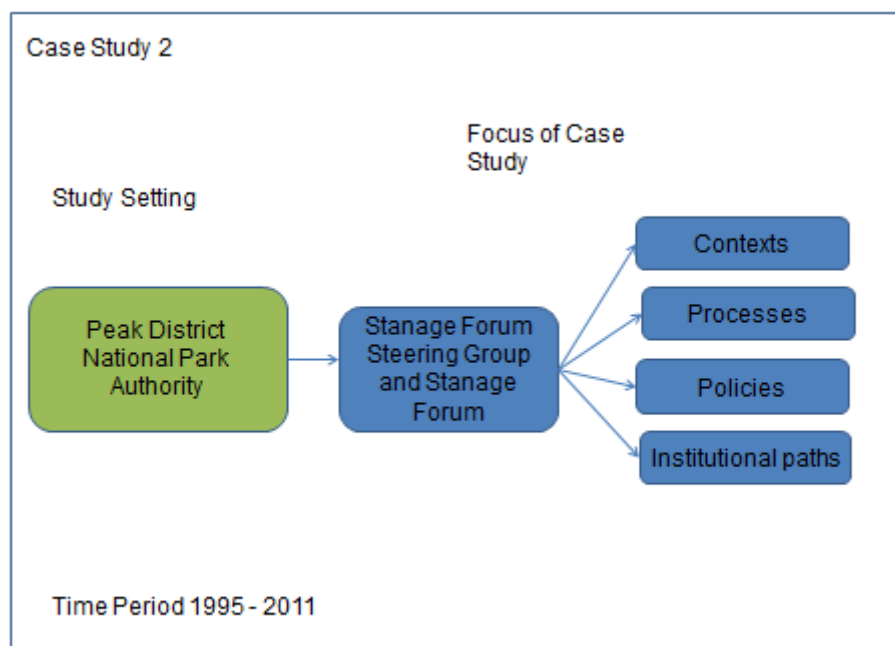 Case Study 2
Focus of Case
Study
Study Setting
Contexts
Processes
Peak District
National Park
Authority
Stanage Forum
Steering Group
and Stanage
Forum
Policies
Institutional paths
Time Period 1995 - 2011